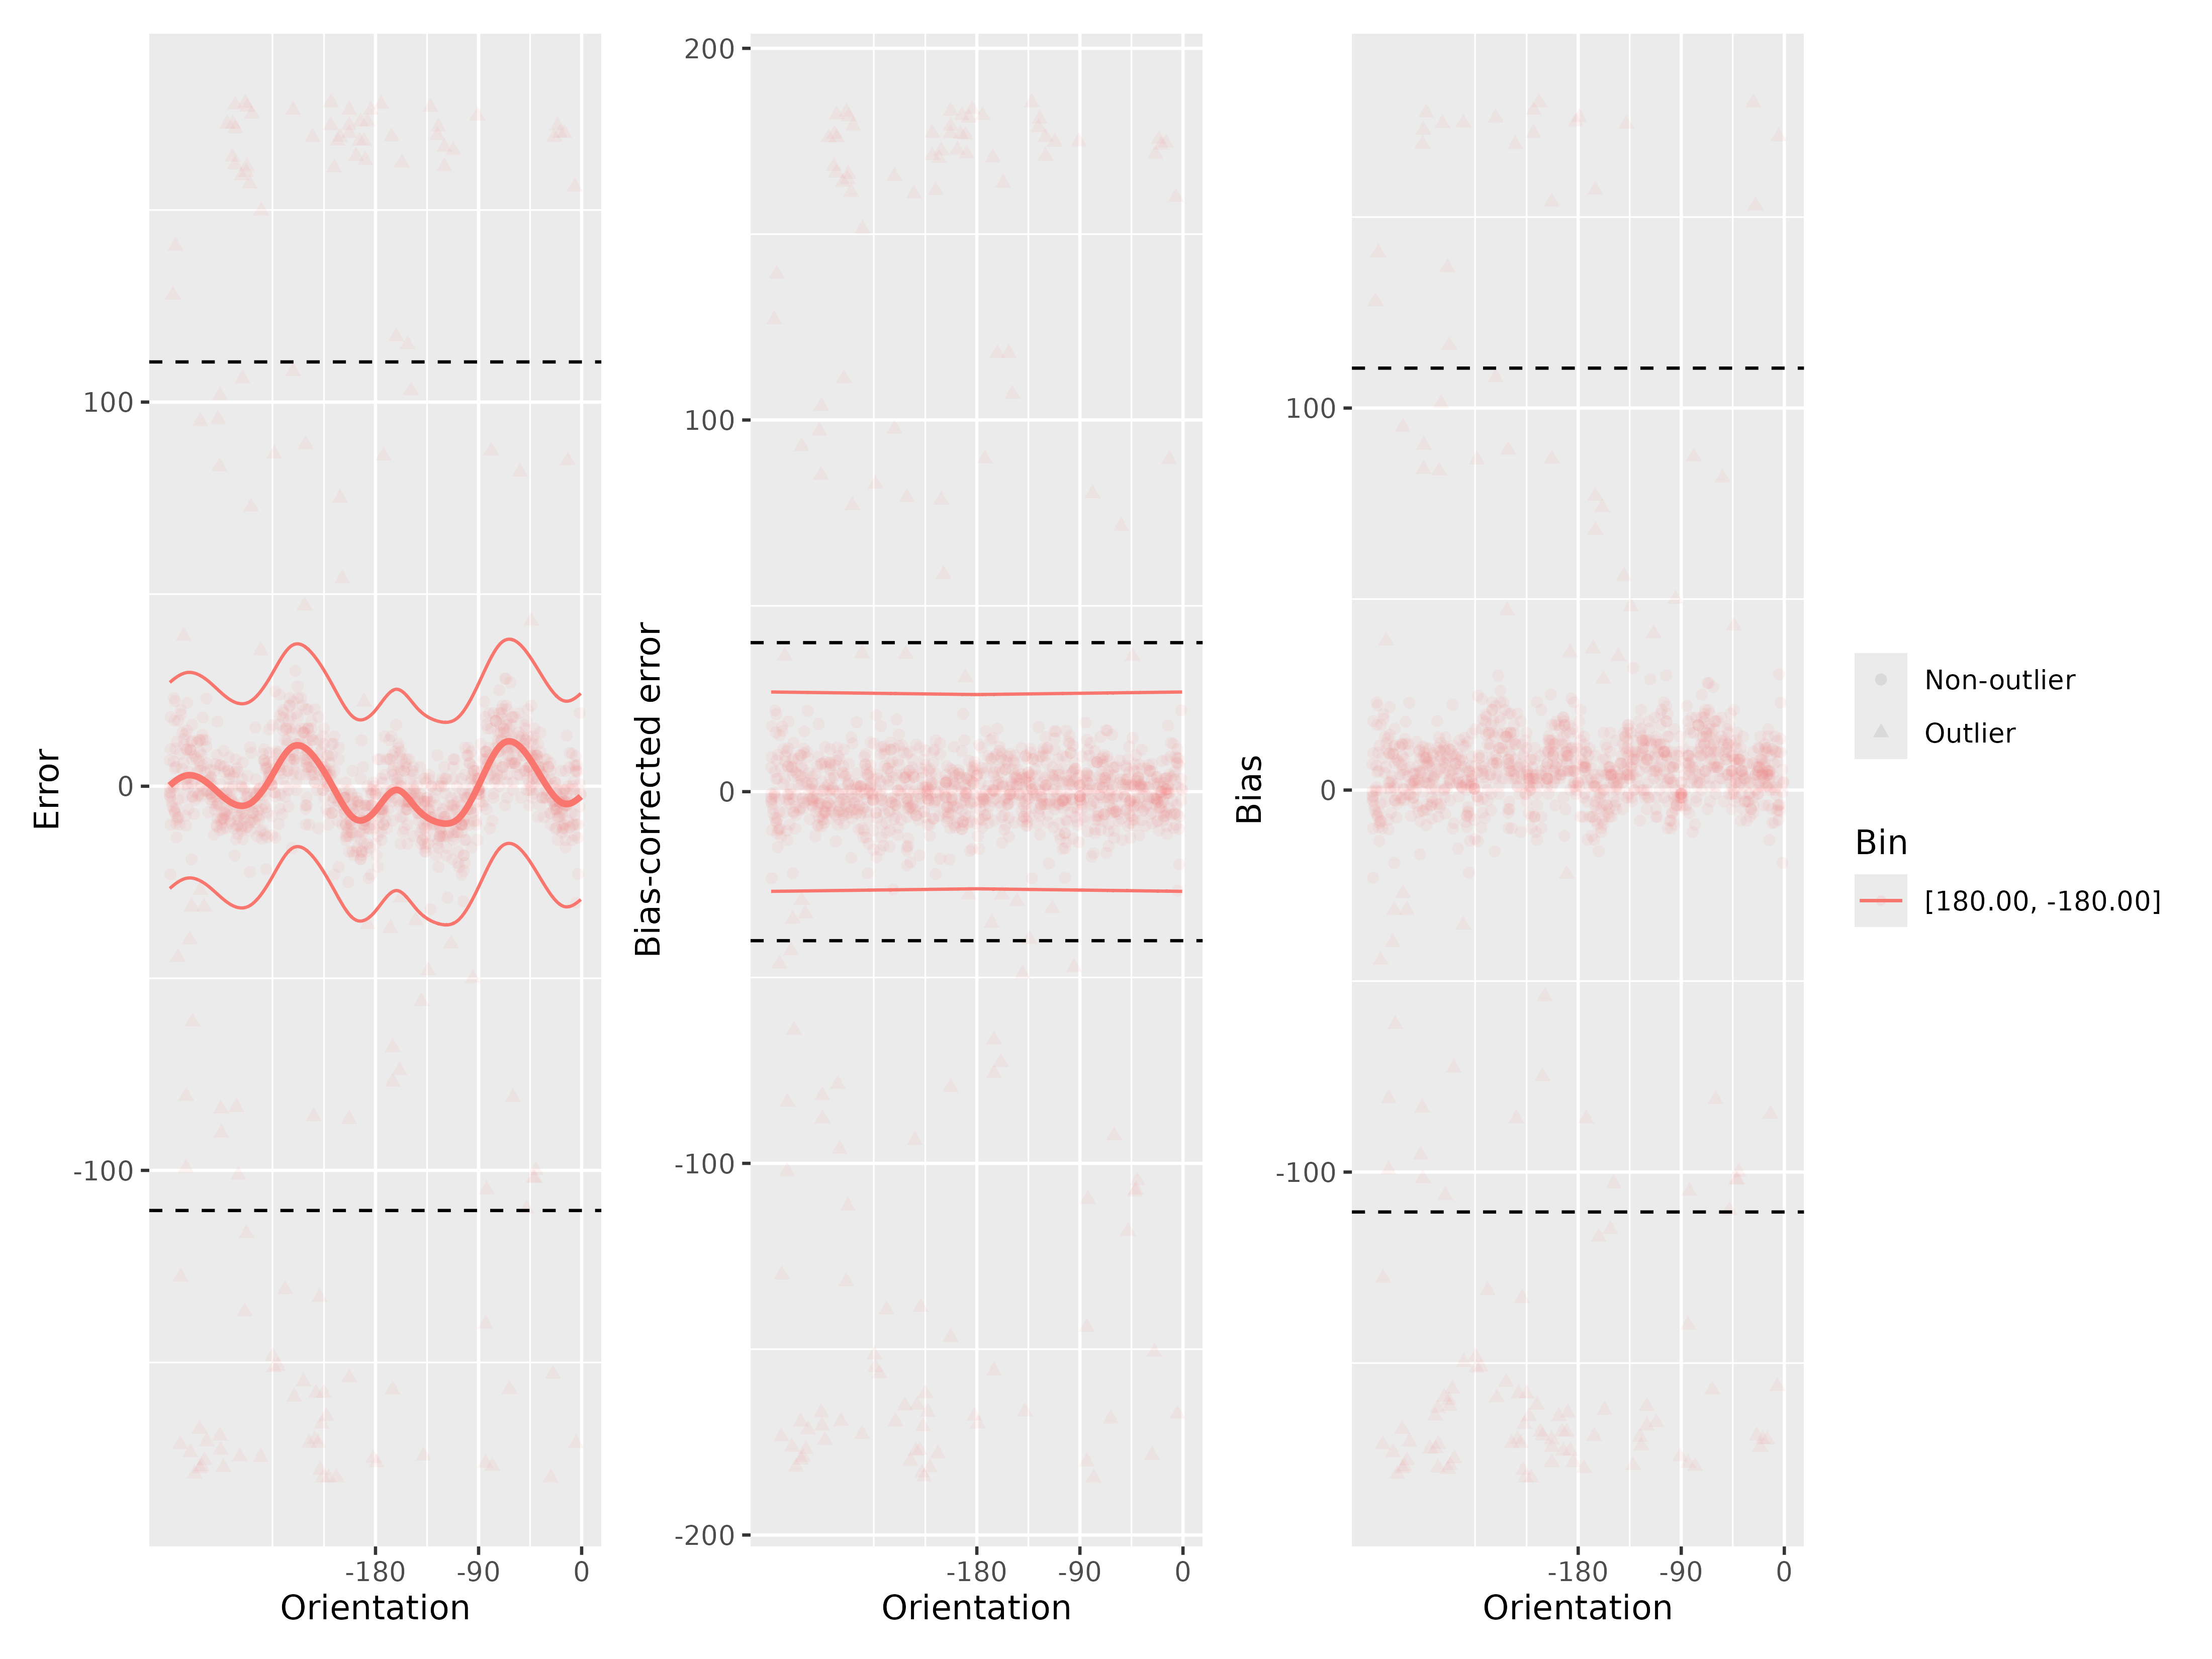 Error
100
0
-100
-180
-90
0
Orientation
Bias-corrected error
200
100
0
-100
-200
-180
-90
0
Orientation
Bias
100
0
-100
-180
-90
0
Orientation
Non-outlier
Outlier
Bin
[180.00, -180.00]